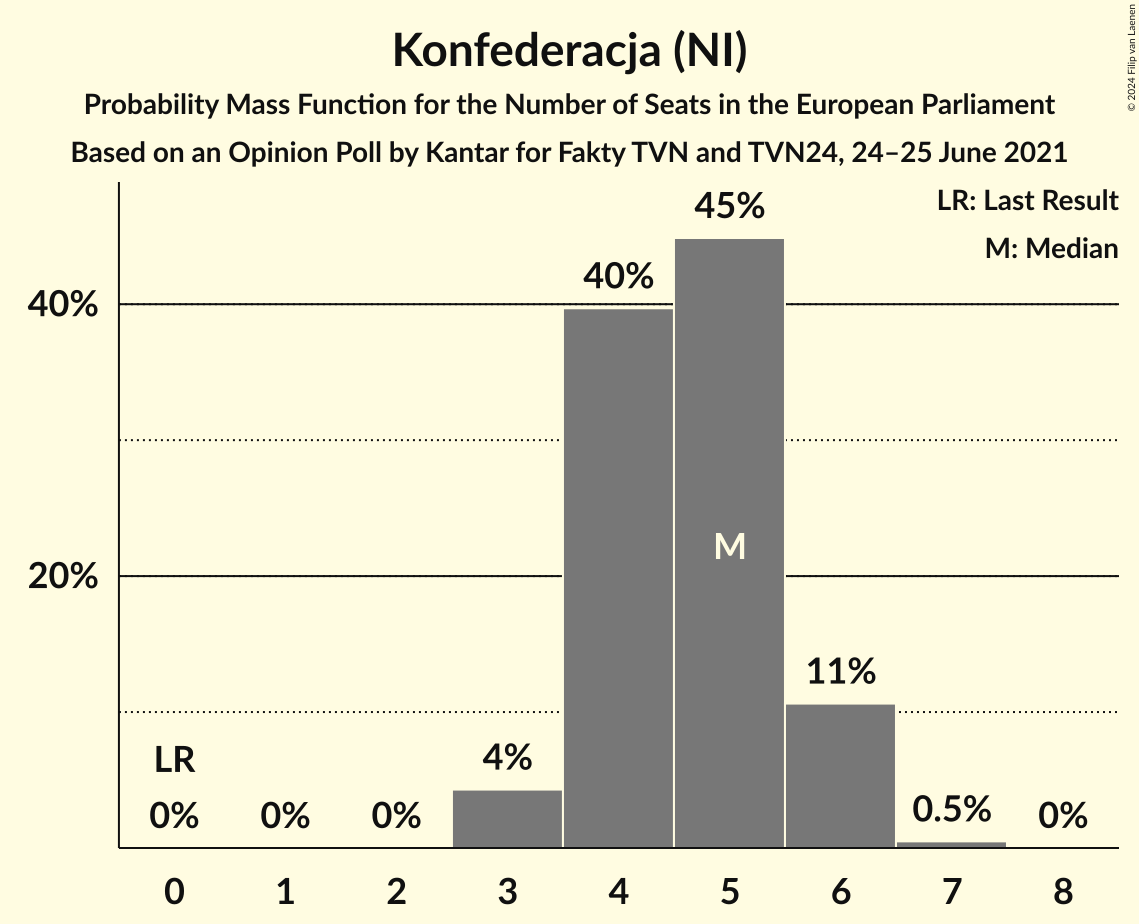 Konfederacja (NI)
Probability Mass Function for the Number of Seats in the European Parliament
Based on an Opinion Poll by Kantar for Fakty TVN and TVN24, 24–25 June 2021
© 2024 Filip van Laenen
LR: Last Result
M: Median
45%
40%
40%
M
20%
11%
LR
4%
0%
0%
0%
0.5%
0%
0
1
2
3
4
5
6
7
8